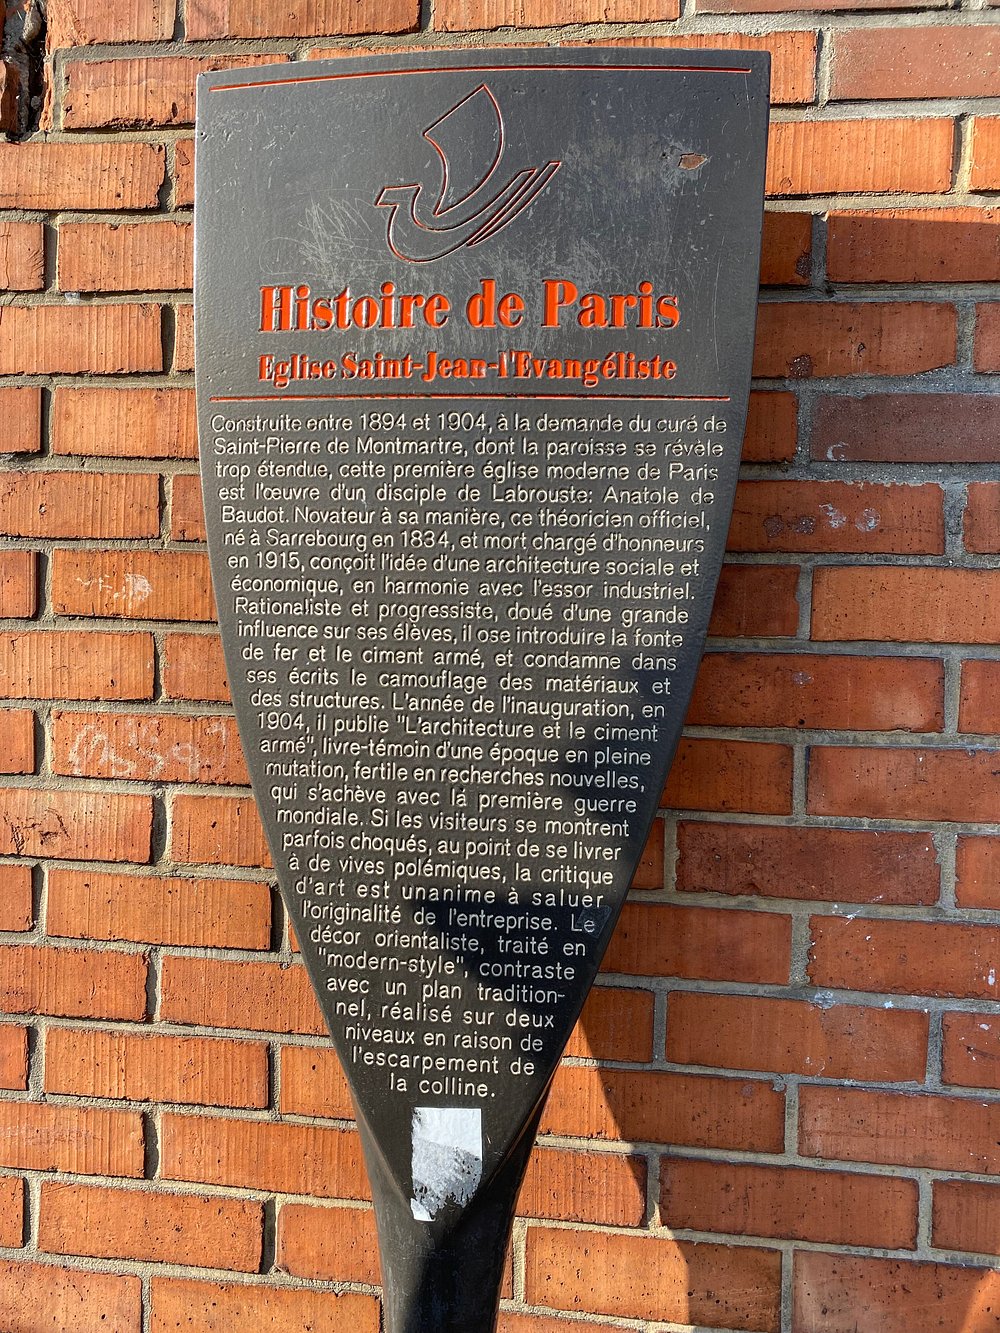 Histoire de Paris
Eglise Saint-Jean-l'Evangéliste
Construite entre 1894 et 1904, à la demande du curé de
Saint-Pierre de Montmartre, dont la paroisse se révèle
trop étendue, cette première église moderne de Paris
est l'œuvre d'un disciple de Labrouste: Anatole de
Baudot. Novateur à sa manière, ce théoricien officiel,
né à Sarrebourg en 1834, et mort chargé d'honneurs
en 1915, conçoit l'idée d'une architecture sociale et
économique, en harmonie avec l'essor industriel.
Rationaliste et progressiste, doué d'une grande
influence sur ses élèves, il ose introduire la fonte
de fer et le ciment armé, et condamne dans
ses écrits le camouflage des matériaux et
des structures. L'année de l'inauguration, en
1904, il publie "L'architecture et le ciment
armé", livre-témoin d'une époque en pleine
mutation, fertile en recherches nouvelles,
qui s'achève avec la première guerre
mondiale. Si les visiteurs se montrent
parfois choqués, au point de se livrer
à de vives polémiques, la critique
d'art est unanime à saluer
l'originalité de l'entreprise. Le
décor orientaliste, traité en
"modern-style", contraste
avec un plan tradition-
nel, réalisé sur deux
niveaux en raison de
l'escarpement de
la colline.